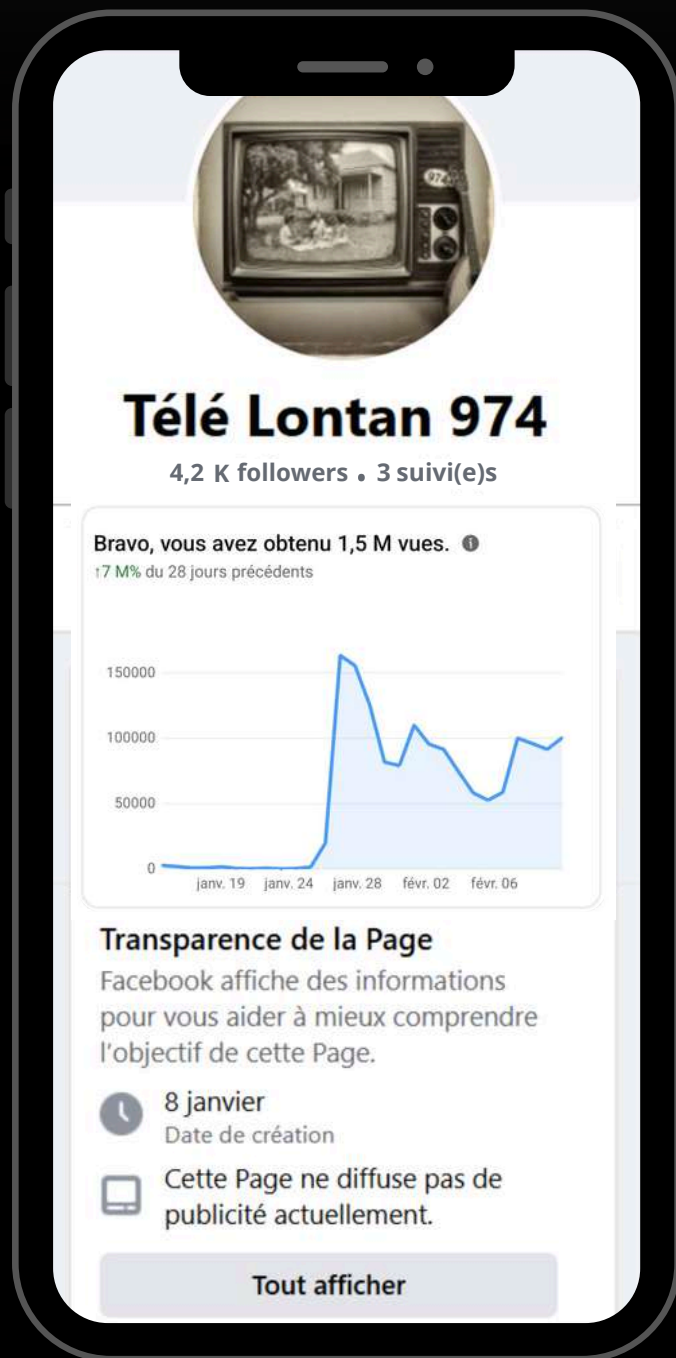 974
Télé Lontan 974
4,2 K followers • 3 suivi(e)s
Bravo, vous avez obtenu 1,5 M vues.
↑7 M% du 28 jours précédents
150000
100000
50000
0
janv. 19 janv. 24 janv. 28 févr. 02 févr. 06
Transparence de la Page
Facebook affiche des informations
pour vous aider à mieux comprendre
l'objectif de cette Page.
8 janvier
Date de création
Cette Page ne diffuse pas de
publicité actuellement.
Tout afficher